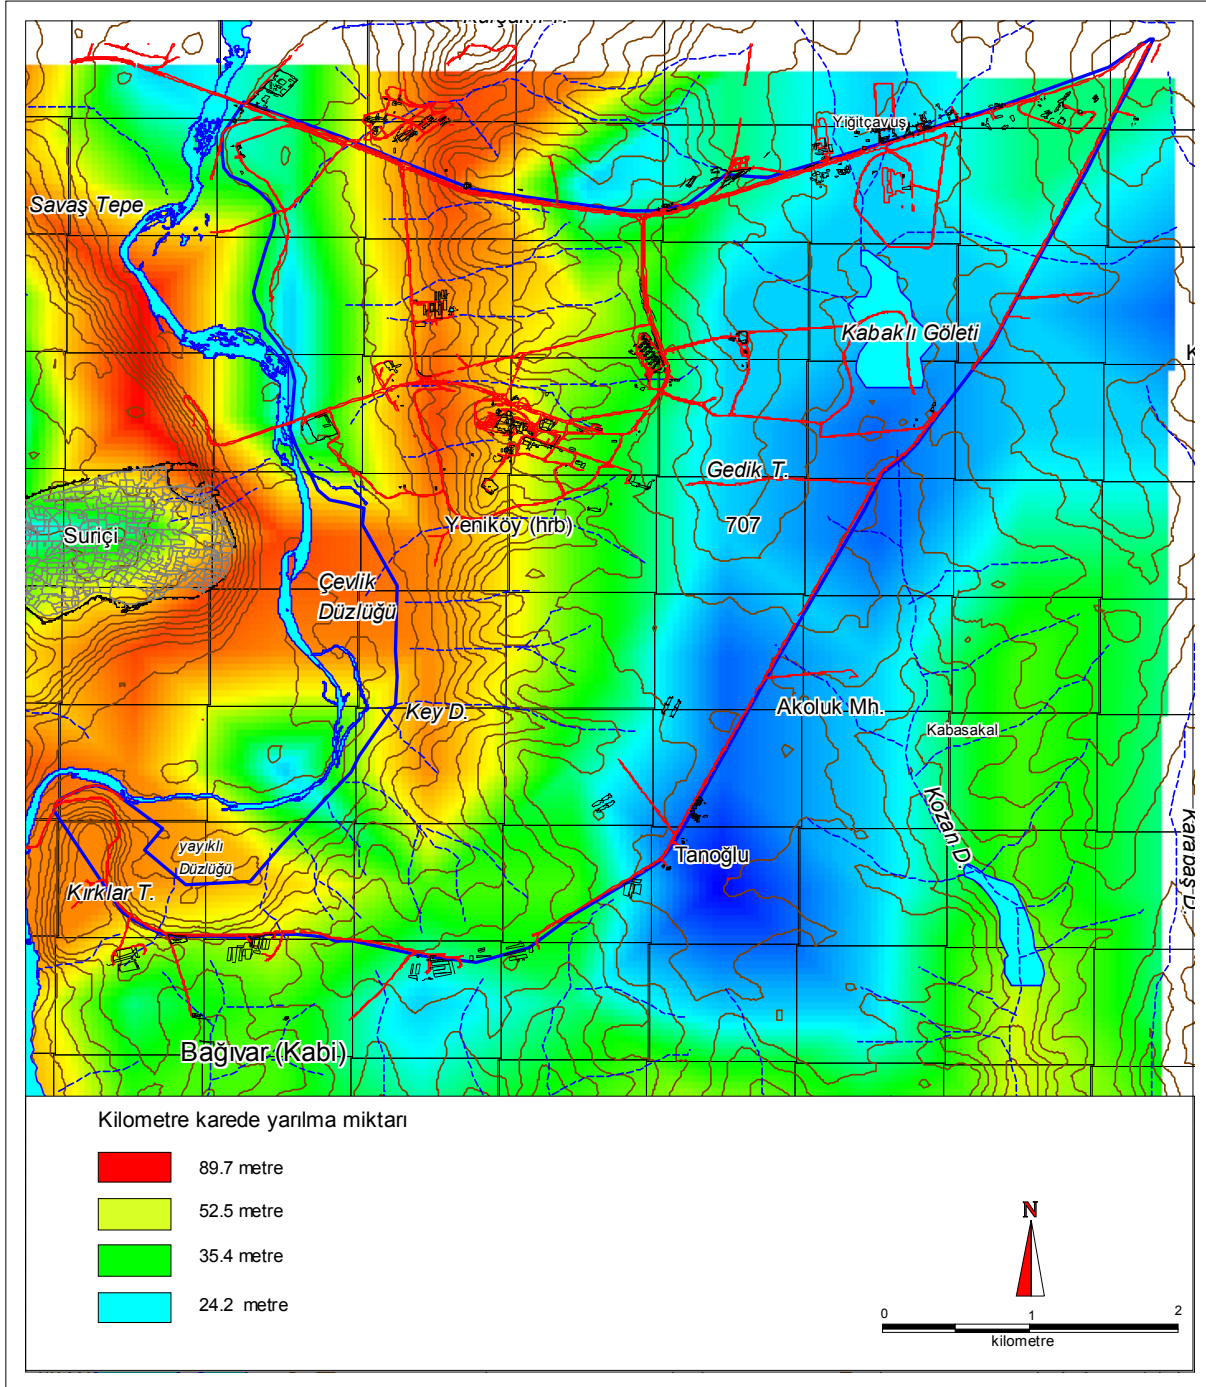 Yiğitçavuş
Savaş Tepe
Kabaklı Göleti
K
Gedik T.
Suriçi
Yeniköy (hrb)
707
Çevlik
Düzlüğü
Key D.
Akoluk Mh.
Kabasakal
Kozan D.
Karabaş D.
yayıklı
Düzlüğü
Tanoğlu
Kırklar T.
Bağıvar (Kabi)
Kilometre karede yarılma miktarı
89.7 metre
52.5 metre
35.4 metre
24.2 metre
N
0 1 2
kilometre